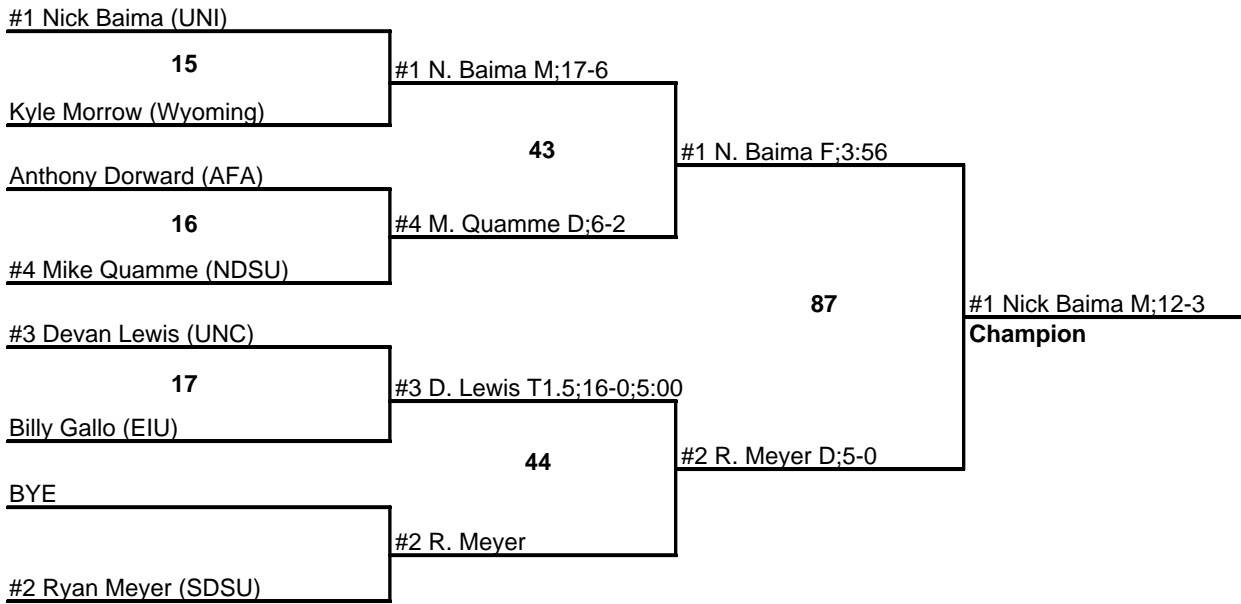 #1 Nick Baima (UNI)
15
#1 N. Baima M;17-6
Kyle Morrow (Wyoming)
43
#1 N. Baima F;3:56
Anthony Dorward (AFA)
16
#4 M. Quamme D;6-2
#4 Mike Quamme (NDSU)
87
#1 Nick Baima M;12-3
Champion
#3 Devan Lewis (UNC)
17
#3 D. Lewis T1.5;16-0;5:00
Billy Gallo (EIU)
44
#2 R. Meyer D;5-0
BYE
#2 R. Meyer
#2 Ryan Meyer (SDSU)